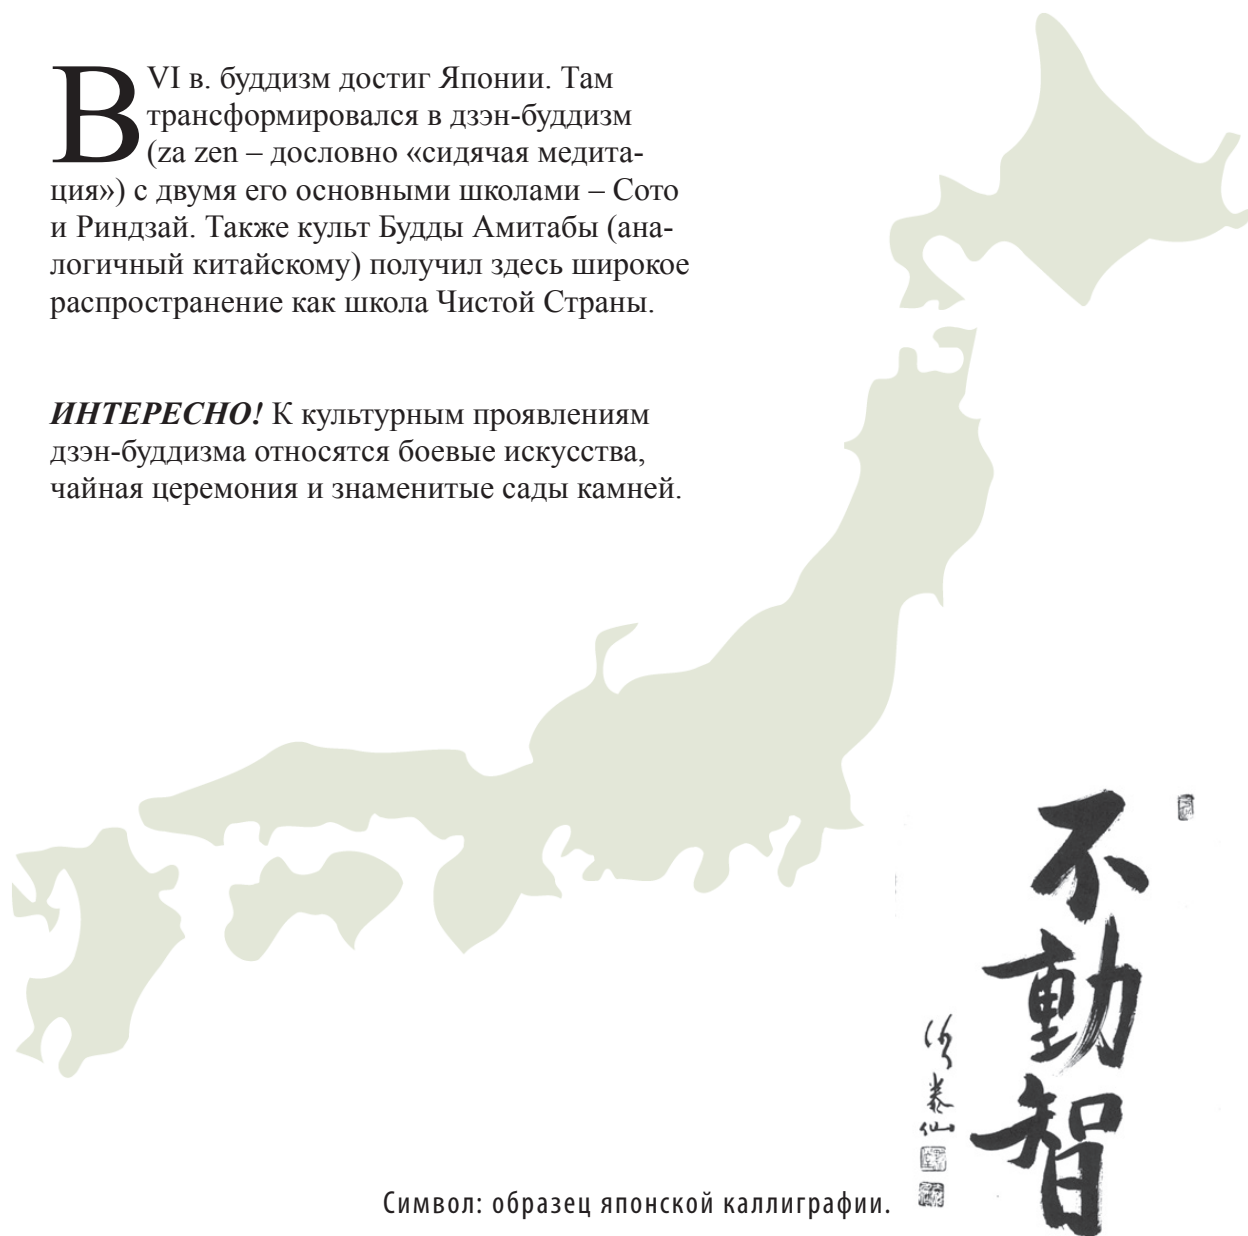 В VI в. буддизм достиг Японии. Там
трансформировался в дзэн-буддизм
(za zen – дословно «сидячая медита-
ция») с двумя его основными школами – Сото
и Риндзай. Также культ Будды Амитабы (ана-
логичный китайскому) получил здесь широкое
распространение как школа Чистой Страны.
ИНТЕРЕСНО! К культурным проявлениям
дзэн-буддизма относятся боевые искусства,
чайная церемония и знаменитые сады камней.
不動智
Символ: образец японской каллиграфии.